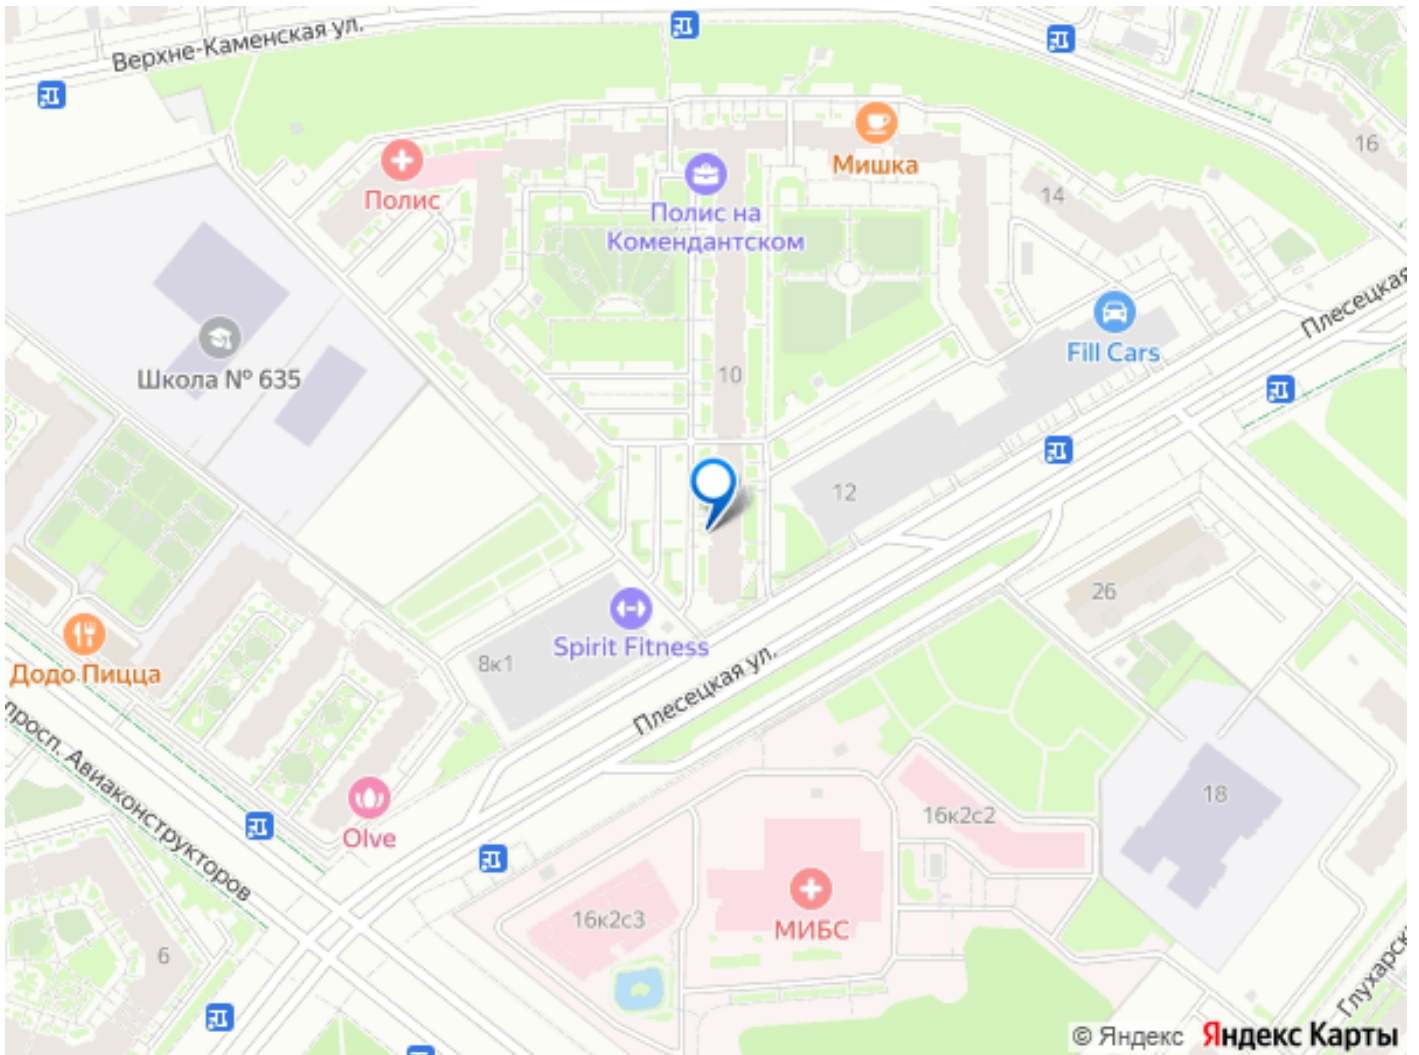 Верхне-Каменская ул.
16
Мишка
Полис
14
Полис на
Комендантском
Плесецкая
Fill Cars
Школа № 635
10
12
26
Spirit Fitness
8к1
Додо Пицца
Плесецкая ул.
просп. Авиаконструкторов
18
16к2с2
Olve
16к2с3
МИБС
6
Глухарск
© Яндекс Яндекс Карты